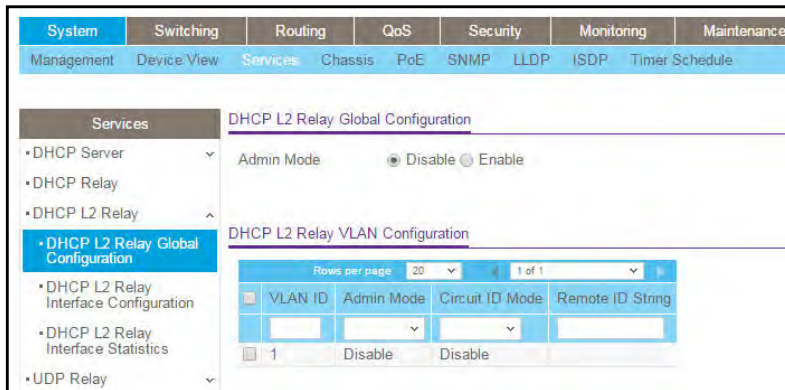 System Switching Routing QoS Security Monitoring Maintenance
Management Device View Services Chassis PoE SNMP LLDP ISDP Timer Schedule
Services
DHCP Server
DHCP Relay
DHCP L2 Relay
DHCP L2 Relay Global
Configuration
DHCP L2 Relay
Interface Configuration
DHCP L2 Relay
Interface Statistics
UDP Relay
DHCP L2 Relay Global Configuration
Admin Mode Disable Enable
DHCP L2 Relay VLAN Configuration
Rows per page 20 1 of 1
VLAN ID Admin Mode Circuit ID Mode Remote ID String
1 Disable Disable